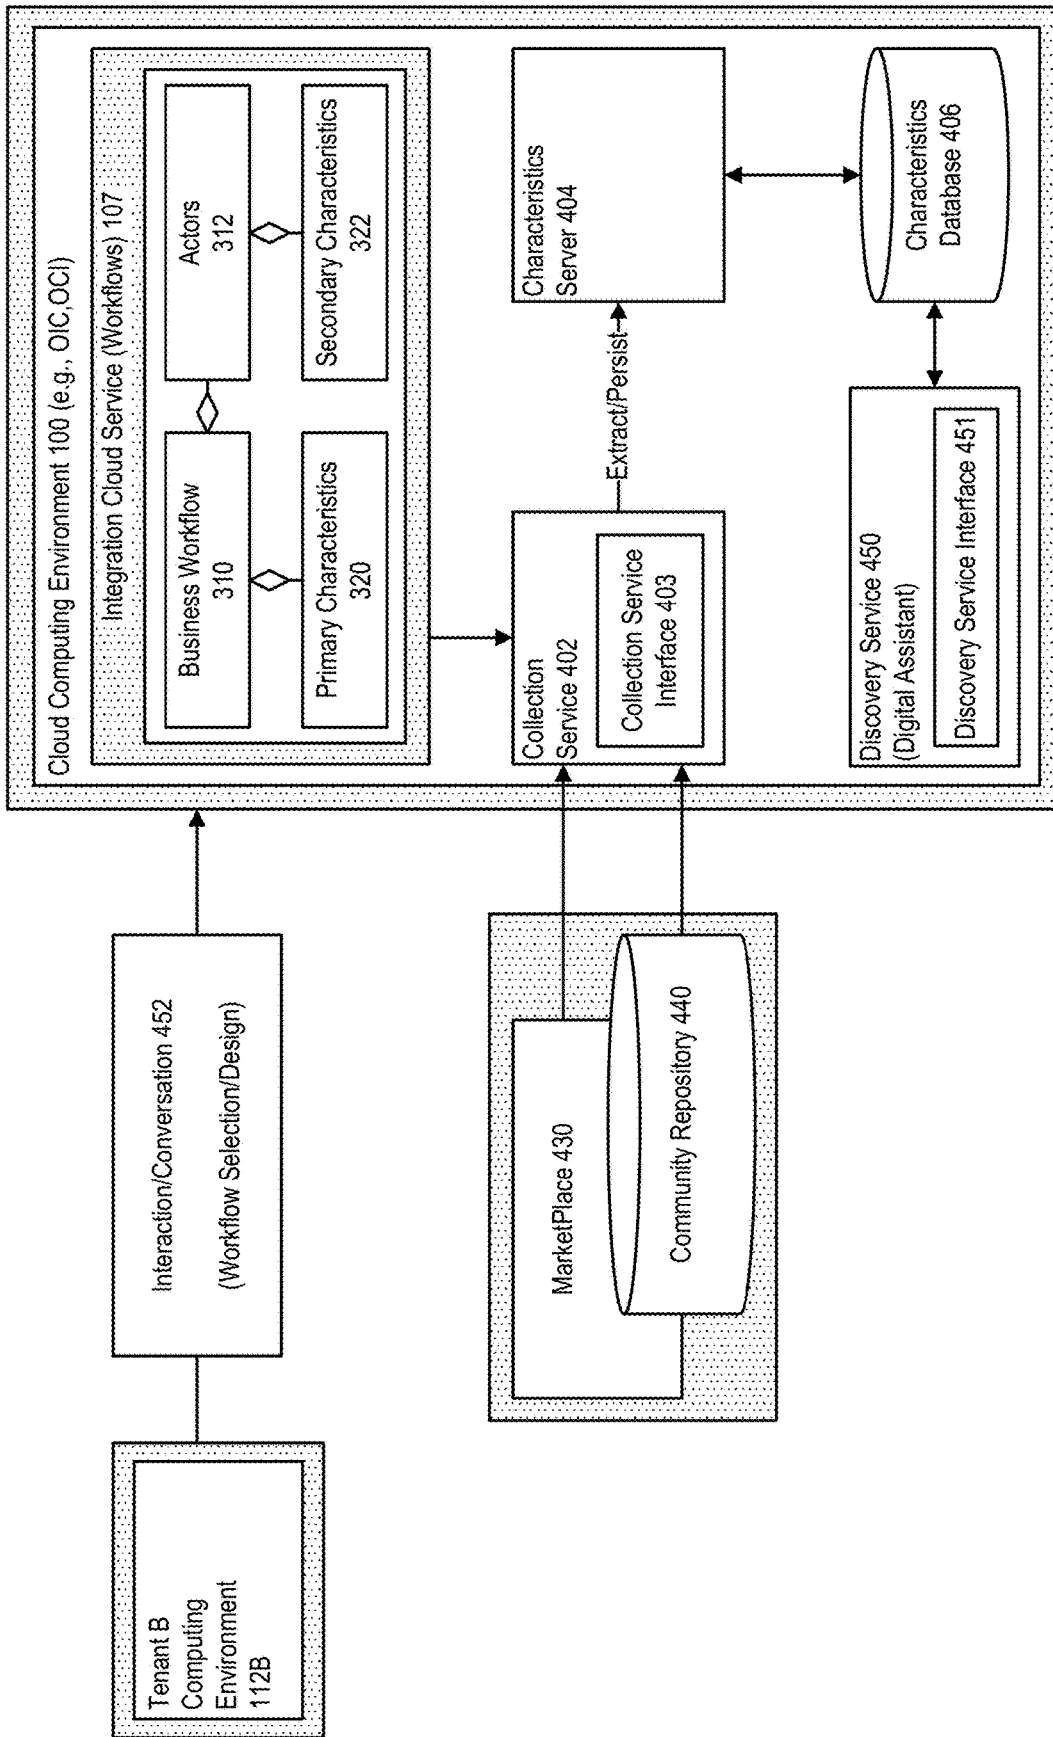 Tenant B
Computing
Environment
112B
Interaction/Conversation 452
(Workflow Selection/Design)
Cloud Computing Environment 100 (e.g., OIC,OCI)
Integration Cloud Service (Workflows) 107
Business Workflow
310
Actors
312
Primary Characteristics
320
Secondary Characteristics
322
MarketPlace 430
Community Repository 440
Collection
Service 402
Collection Service
Interface 403
Extract/Persist
Characteristics
Server 404
Discovery Service 450
(Digital Assistant)
Discovery Service Interface 451
Characteristics
Database 406